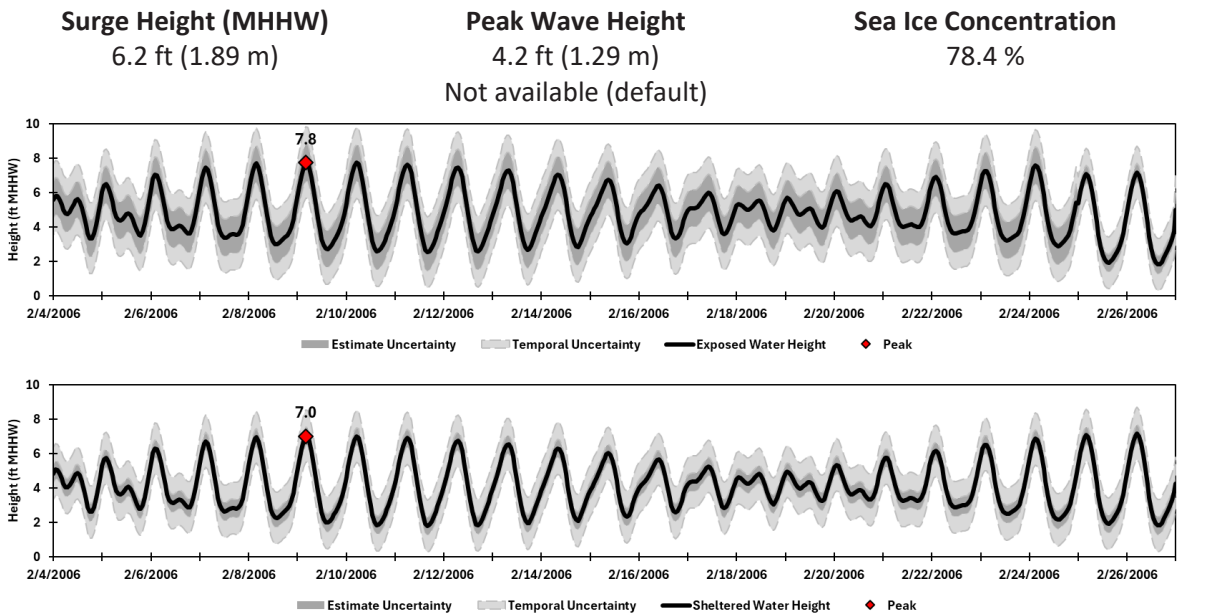 Surge Height (MHHW) Peak Wave Height Sea Ice Concentration
6.2 ft (1.89 m) 4.2 ft (1.29 m) 78.4 %
Not available (default)
10
7.8
8
6
4
2
0
Height (ft MHHW)
2/4/2006 2/6/2006 2/8/2006 2/10/2006 2/12/2006 2/14/2006 2/16/2006 2/18/2006 2/20/2006 2/22/2006 2/24/2006 2/26/2006
Estimate Uncertainty Temporal Uncertainty Exposed Water Height Peak
10
7.0
8
6
4
2
0
Height (ft MHHW)
2/4/2006 2/6/2006 2/8/2006 2/10/2006 2/12/2006 2/14/2006 2/16/2006 2/18/2006 2/20/2006 2/22/2006 2/24/2006 2/26/2006
Estimate Uncertainty Temporal Uncertainty Sheltered Water Height Peak